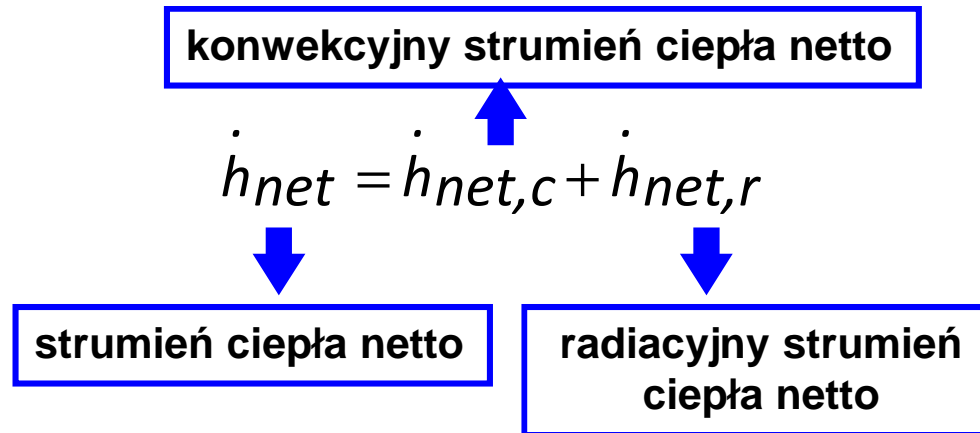 konwekcyjny strumień ciepła netto
ḣnet = ḣnet,c + ḣnet,r
strumień ciepła netto
radiacyjny strumień
ciepła netto